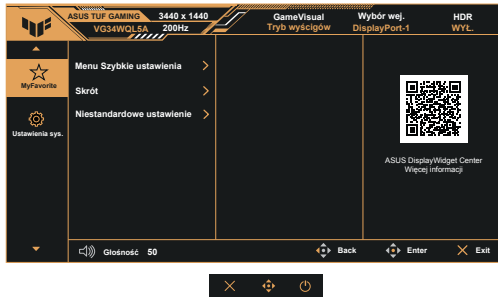 ASUS TUF GAMING 3440 x 1440
VG34WQL5A 200Hz
GameVisual
Tryb wyścigów
Wybór wej.
DisplayPort-1
HDR
WYŁ.
MyFavorite
Ustawienia sys.
Menu Szybkie ustawienia
Skrót
Niestandardowe ustawienie
ASUS DisplayWidget Center
Więcej informacji
Głośność 50
Back
Enter
Exit